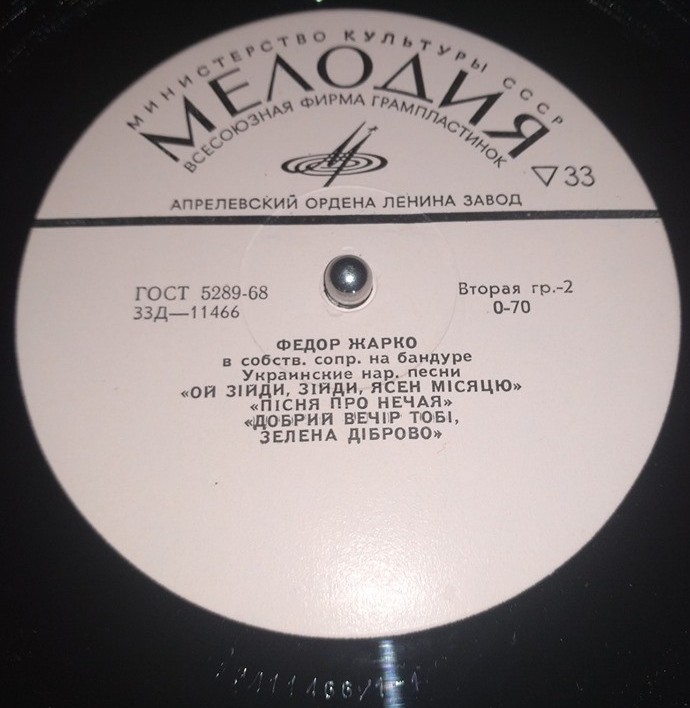 МИНИСТЕРСТВО КУЛЬТУРЫ СССР
МЕЛОДИЯ
ВСЕСОЮЗНАЯ ФИРМА ГРАМПЛАСТИНОК
33
АПРЕЛЕВСКИЙ ОРДЕНА ЛЕНИНА ЗАВОД
ГОСТ 5289-68
Вторая гр.-2
33Д—11466
0-70
ФЕДОР ЖАРКО
в собств. сопр. на бандуре
Украинские нар. песни
«ОЙ ЗІЙДИ, ЗІЙДИ, ЯСЕН МІСЯЦЮ»
«ПІСНЯ ПРО НЕЧАЯ»
«ДОБРИЙ ВЕЧІР ТОБІ,
ЗЕЛЕНА ДІБРОВО»